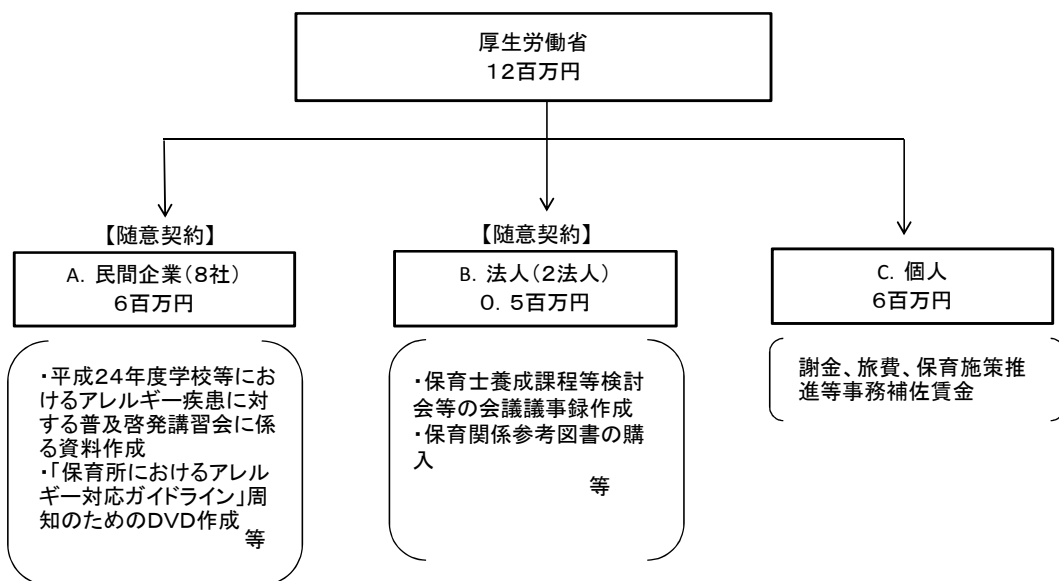 厚生労働省
12百万円
【随意契約】
A. 民間企業(8社)
6百万円
・平成24年度学校等にお
けるアレルギー疾患に対
する普及啓発講習会に係
る資料作成
・「保育所におけるアレル
ギー対応ガイドライン」周
知のためのDVD作成
等
【随意契約】
B. 法人(2法人)
0. 5百万円
・保育士養成課程等検討
会等の会議議事録作成
・保育関係参考図書の購
入
等
C. 個人
6百万円
謝金、旅費、保育施策推
進等事務補佐賃金